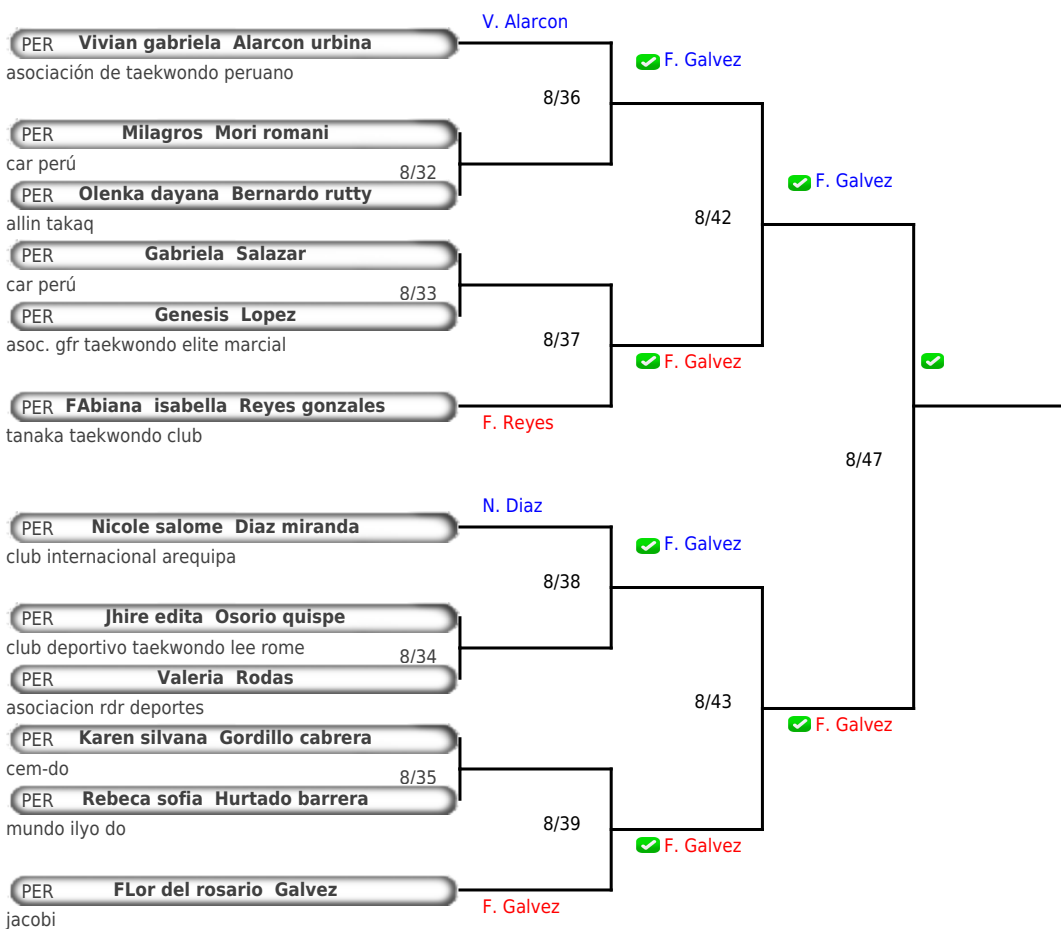 V. Alarcon
PER Vivian gabriela Alarcon urbina
asociación de taekwondo peruano
F. Galvez
8/36
PER Milagros Mori romani
car perú
8/32
PER Olenka dayana Bernardo rutty
allin takaq
F. Galvez
8/42
PER Gabriela Salazar
car perú
8/33
PER Genesis Lopez
asoc. gfr taekwondo elite marcial
8/37
F. Galvez
PER FAbiana isabella Reyes gonzales
tanaka taekwondo club
F. Reyes
8/47
N. Diaz
PER Nicole salome Diaz miranda
club internacional arequipa
F. Galvez
8/38
PER Jhire edita Osorio quispe
club deportivo taekwondo lee rome
8/34
PER Valeria Rodas
asociacion rdr deportes
8/43
F. Galvez
PER Karen silvana Gordillo cabrera
cem-do
8/35
PER Rebeca sofia Hurtado barrera
mundo ilyo do
8/39
F. Galvez
PER FLor del rosario Galvez
jacobi
F. Galvez